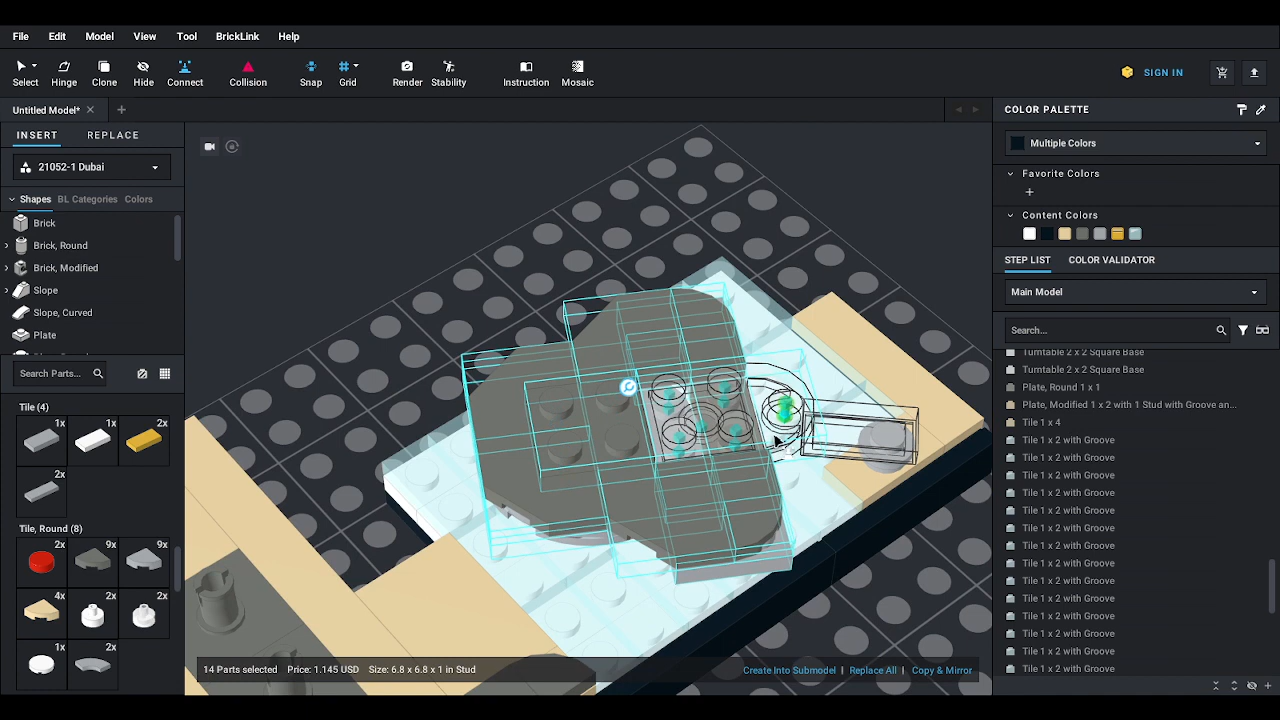 File Edit Model View Tool BrickLink Help
Select Hinge Clone Hide Connect Collision Snap Grid Render Stability Instruction Mosaic
SIGN IN
Untitled Model*
INSERT REPLACE
21052-1 Dubai
Shapes BL Categories Colors
Brick
Brick, Round
Brick, Modified
Slope
Slope, Curved
Plate
Search Parts...
Tile (4)
1x 1x 2x
2x
Tile, Round (8)
2x 9x 9x
4x 2x 2x
1x 2x
14 Parts selected Price: 1.145 USD Size: 6.8 x 6.8 x 1 in Stud
Create Into Submodel | Replace All | Copy & Mirror
COLOR PALETTE
Multiple Colors
Favorite Colors
Content Colors
STEP LIST COLOR VALIDATOR
Main Model
Search...
Turntable 2 x 2 Square Base
Turntable 2 x 2 Square Base
Plate, Round 1 x 1
Plate, Modified 1 x 2 with 1 Stud with Groove an...
Tile 1 x 4
Tile 1 x 2 with Groove
Tile 1 x 2 with Groove
Tile 1 x 2 with Groove
Tile 1 x 2 with Groove
Tile 1 x 2 with Groove
Tile 1 x 2 with Groove
Tile 1 x 2 with Groove
Tile 1 x 2 with Groove
Tile 1 x 2 with Groove
Tile 1 x 2 with Groove
Tile 1 x 2 with Groove
Tile 1 x 2 with Groove
Tile 1 x 2 with Groove
Tile 1 x 2 with Groove